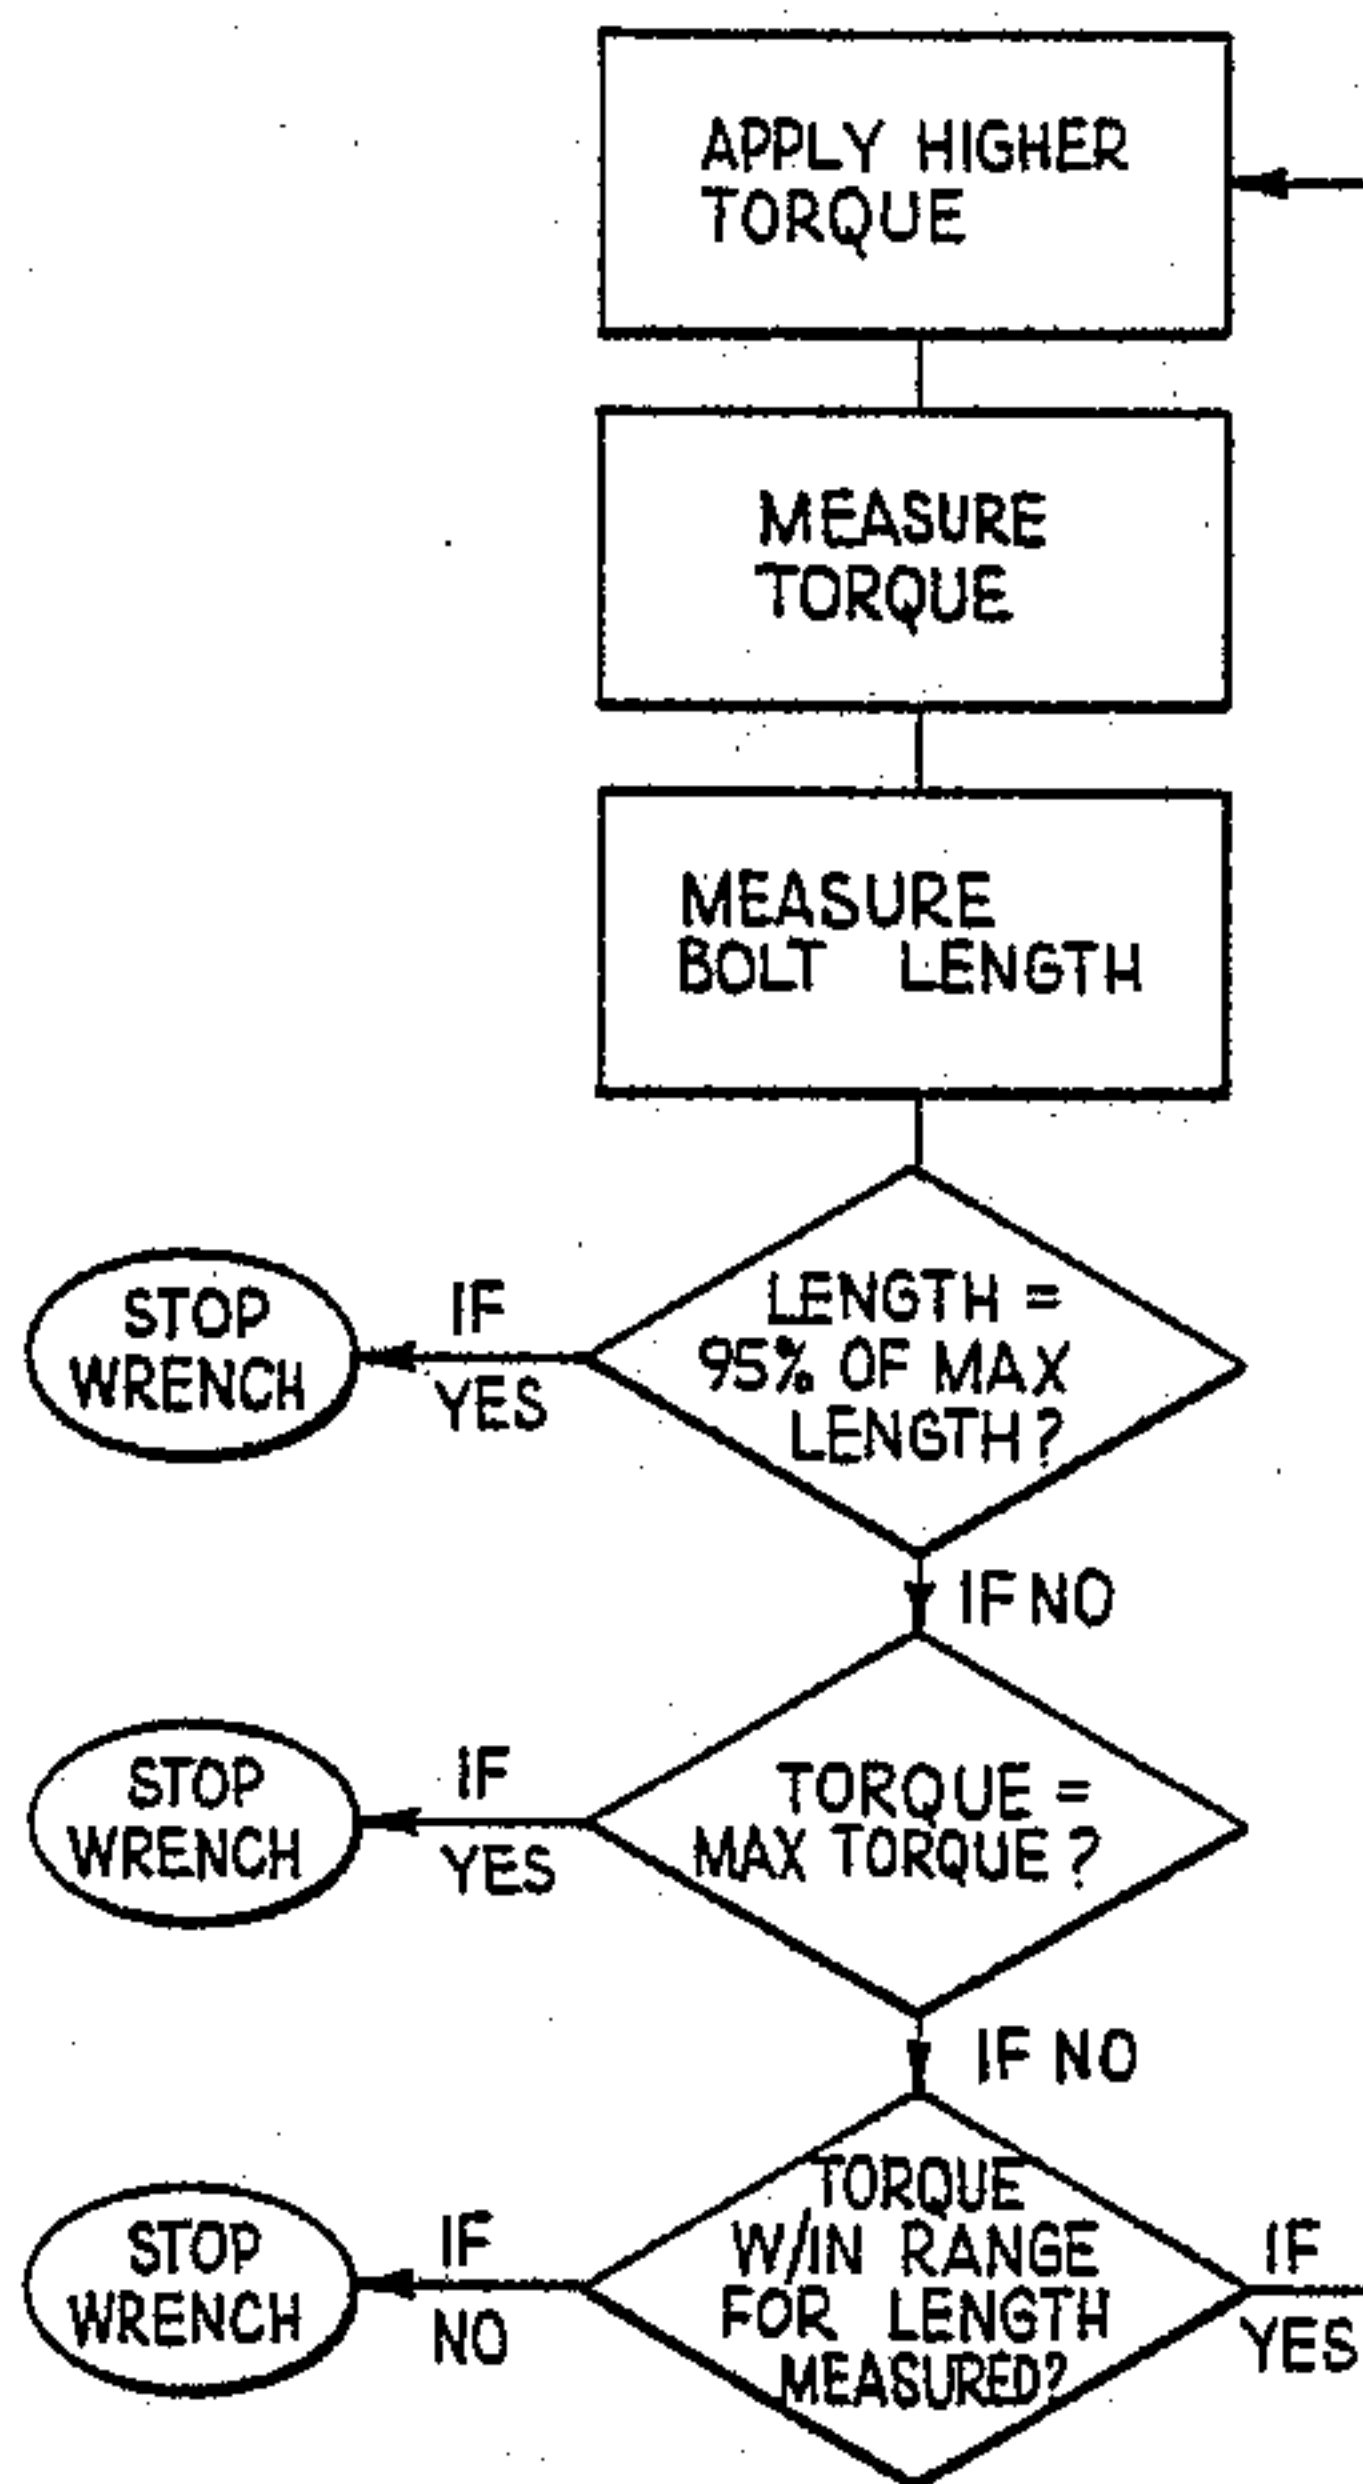 APPLY HIGHER
TORQUE
MEASURE
TORQUE
MEASURE
BOLT LENGTH
LENGTH =
95% OF MAX
LENGTH?
IF
YES
STOP
WRENCH
IF NO
TORQUE =
MAX TORQUE?
IF
YES
STOP
WRENCH
IF NO
TORQUE
W/IN RANGE
FOR LENGTH
MEASURED?
IF
NO
STOP
WRENCH
IF
YES